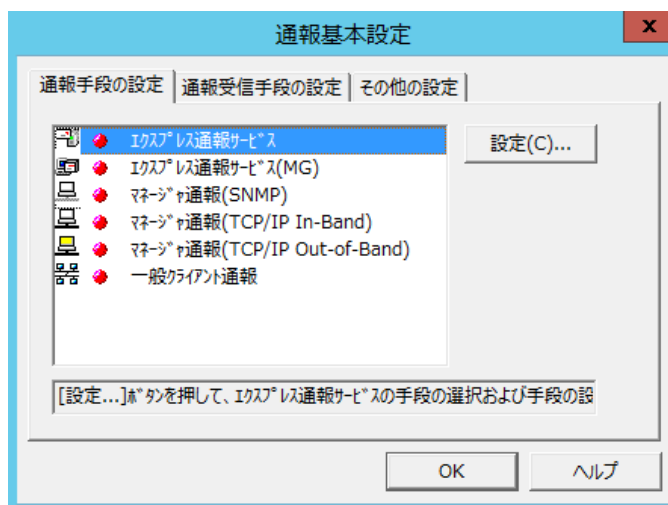 通報基本設定
x
通報手段の設定 通報受信手段の設定 その他の設定
ｴｸｽﾌﾟﾚｽ通報ｻｰﾋﾞｽ
設定(C)...
ｴｸｽﾌﾟﾚｽ通報ｻｰﾋﾞｽ(MG)
ﾏﾈｰｼﾞｬ通報(SNMP)
ﾏﾈｰｼﾞｬ通報(TCP/IP In-Band)
ﾏﾈｰｼﾞｬ通報(TCP/IP Out-of-Band)
一般ｸﾗｲｱﾝﾄ通報
[設定...]ﾎﾞﾀﾝを押して、ｴｸｽﾌﾟﾚｽ通報ｻｰﾋﾞｽの手段の選択および手段の設
OK ヘルプ